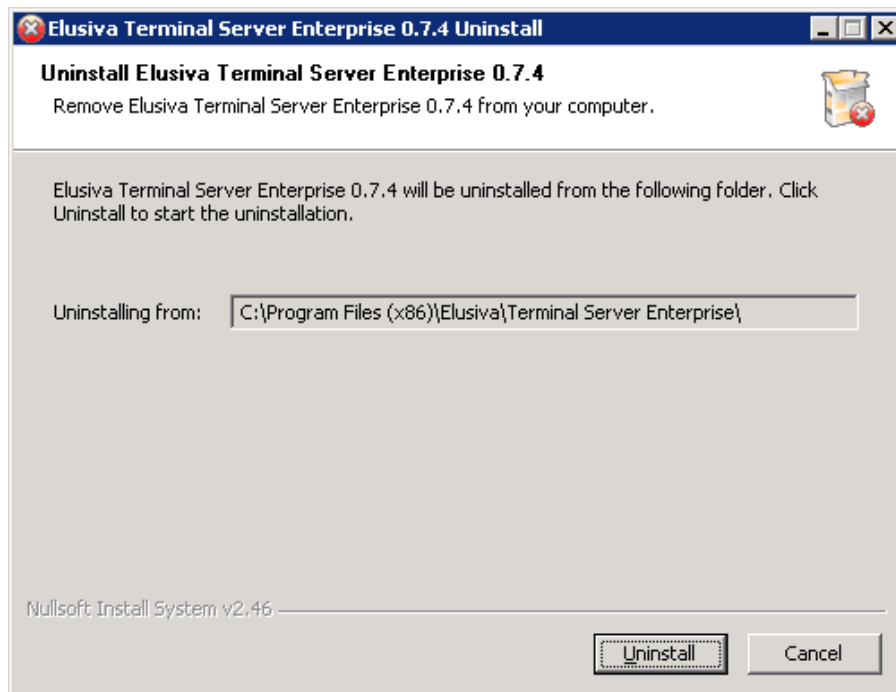 Elusiva Terminal Server Enterprise 0.7.4 Uninstall
Uninstall Elusiva Terminal Server Enterprise 0.7.4
Remove Elusiva Terminal Server Enterprise 0.7.4 from your computer.
Elusiva Terminal Server Enterprise 0.7.4 will be uninstalled from the following folder. Click
Uninstall to start the uninstallation.
Uninstalling from: C:\Program Files (x86)\Elusiva\Terminal Server Enterprise\
Nullsoft Install System v2.46
Uninstall Cancel